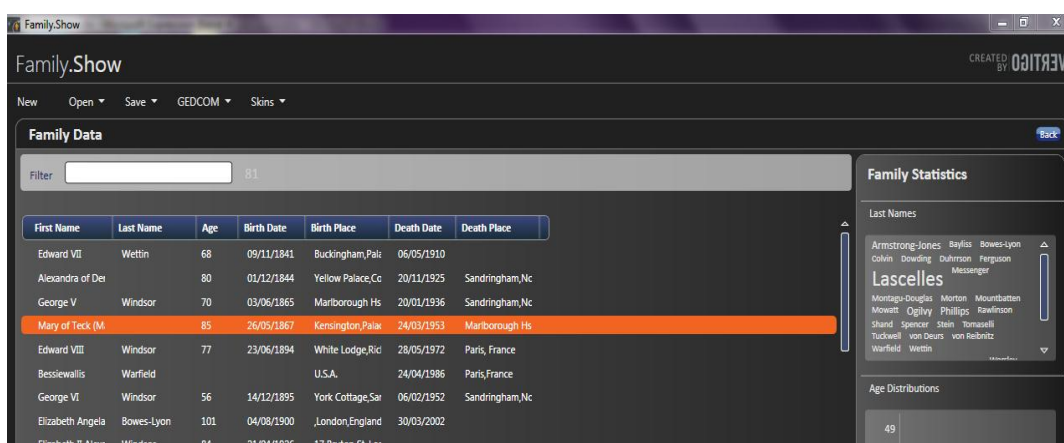 Family.Show
Family.Show
CREATED BY VERTIGO
New Open Save GEDCOM Skins
Family Data Back
Filter 81
Family Statistics
Last Names
First Name Last Name Age Birth Date Birth Place Death Date Death Place
Edward VII Wettin 68 09/11/1841 Buckingham,Pala 06/05/1910
Alexandra of Der 80 01/12/1844 Yellow Palace,Co 20/11/1925 Sandringham,Nc
George V Windsor 70 03/06/1865 Marlborough Hs 20/01/1936 Sandringham,Nc
Mary of Teck (M 85 26/05/1867 Kensington,Palac 24/03/1953 Marlborough Hs
Edward VIII Windsor 77 23/06/1894 White Lodge,Ric 28/05/1972 Paris, France
Bessiewallis Warfield U.S.A. 24/04/1986 Paris,France
George VI Windsor 56 14/12/1895 York Cottage,Sar 06/02/1952 Sandringham,Nc
Elizabeth Angela Bowes-Lyon 101 04/08/1900 ,London,England 30/03/2002
Armstrong-Jones Bayliss Bowes-Lyon
Colvin Dowding Duhrson Ferguson
Lascelles Messenger
Montagu-Douglas Morton Mountbatten
Mowatt Ogilvy Phillips Rawlinson
Shand Spencer Stein Tomaselli
Tuckwell von Deurs von Reibnitz
Warfield Wettin
Age Distributions
49